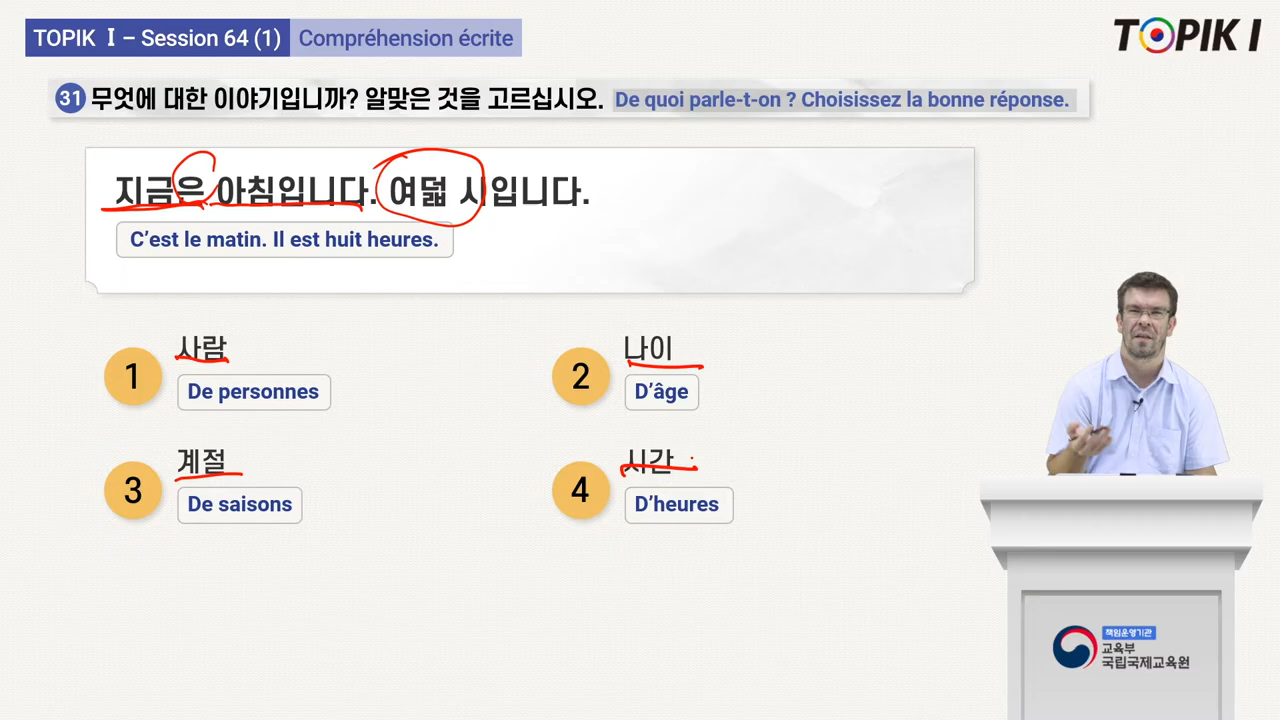 TOPIK Ⅰ – Session 64 (1) Compréhension écrite
TOPIK I
31 무엇에 대한 이야기입니까? 알맞은 것을 고르십시오. De quoi parle-t-on ? Choisissez la bonne réponse.
지금은 아침입니다. 여덟 시입니다.
C'est le matin. Il est huit heures.
1 사람
De personnes
2 나이
D'âge
3 계절
De saisons
4 시간
D'heures
책임운영기관
교육부
국립국제교육원